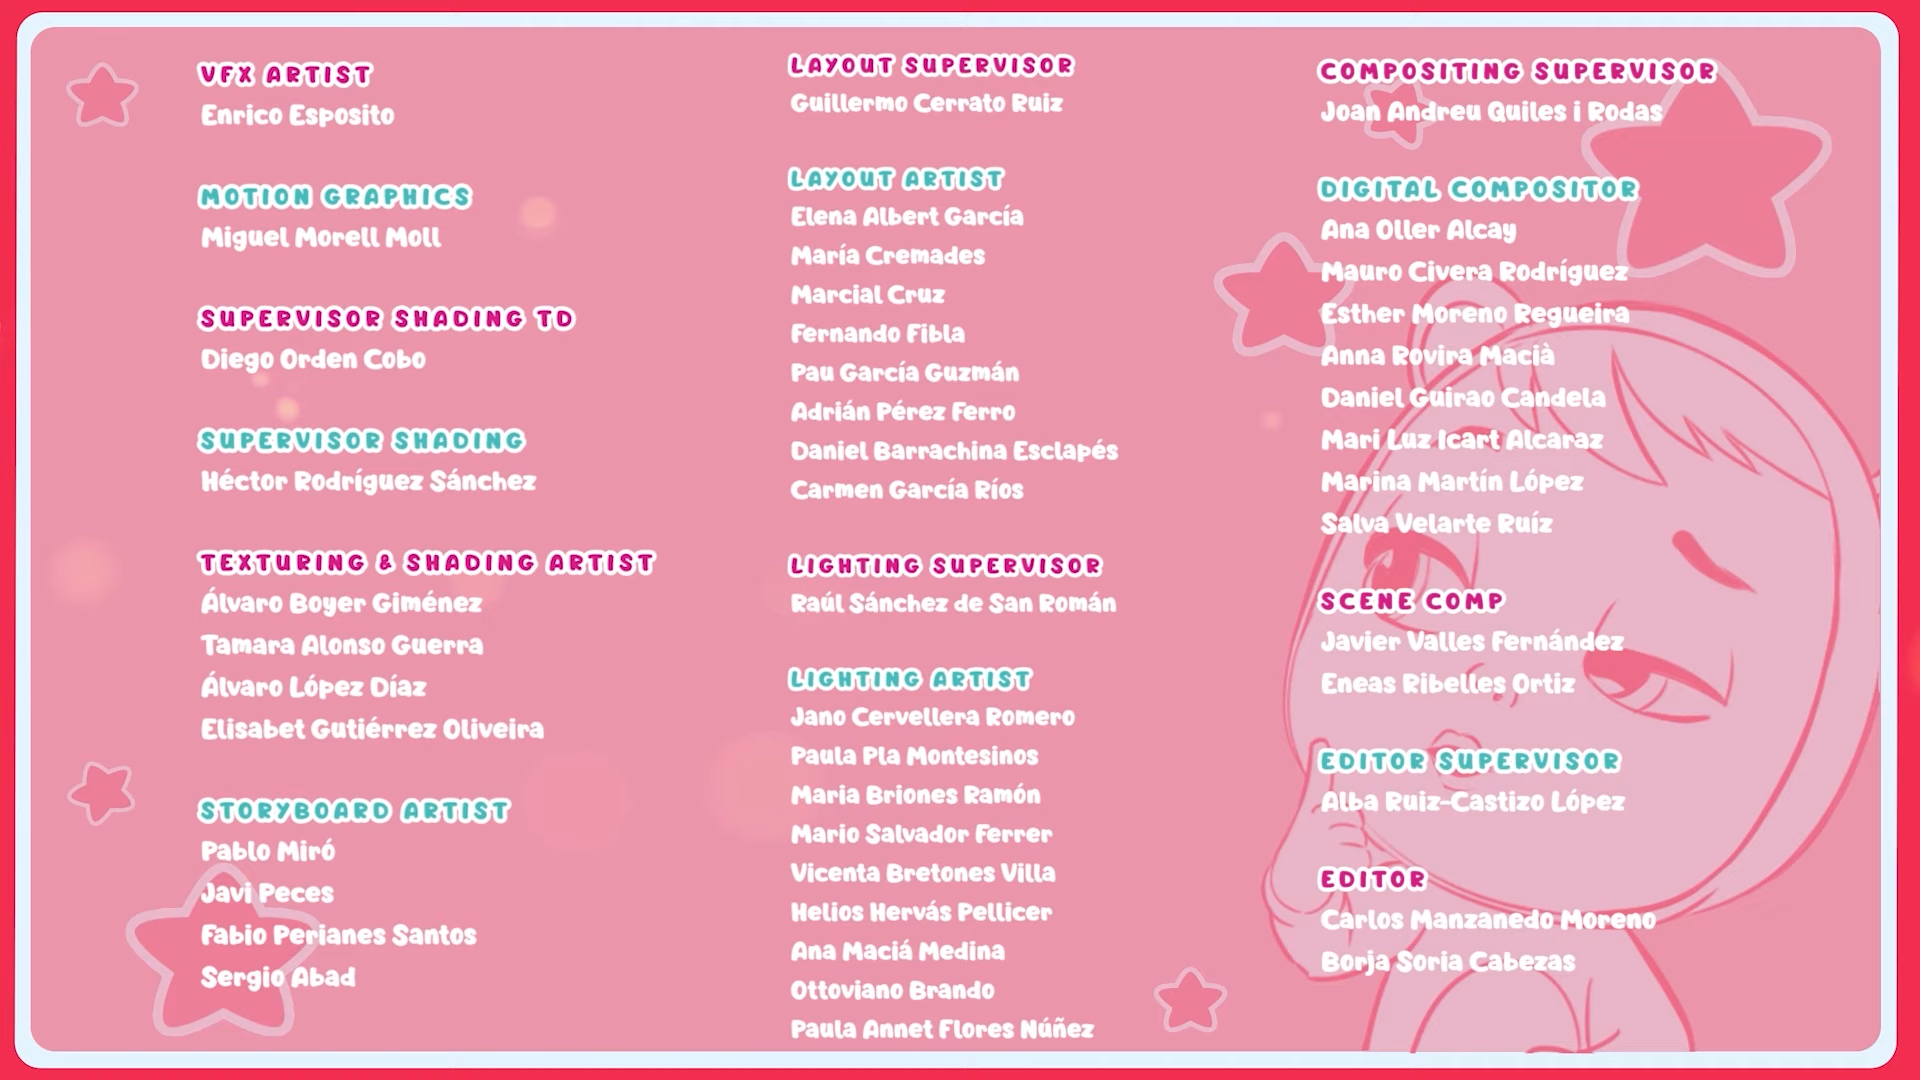 VFX ARTIST
Enrico Esposito
MOTION GRAPHICS
Miguel Morell Moll
SUPERVISOR SHADING TD
Diego Orden Cobo
SUPERVISOR SHADING
Héctor Rodríguez Sánchez
TEXTURING & SHADING ARTIST
Álvaro Boyer Giménez
Tamara Alonso Guerra
Álvaro López Díaz
Elisabet Gutiérrez Oliveira
STORYBOARD ARTIST
Pablo Miró
Javi Peces
Fabio Perianes Santos
Sergio Abad
LAYOUT SUPERVISOR
Guillermo Cerrato Ruiz
LAYOUT ARTIST
Elena Albert García
María Cremades
Marcial Cruz
Fernando Fibla
Pau García Guzmán
Adrián Pérez Ferro
Daniel Barrachina Esclapés
Carmen García Ríos
LIGHTING SUPERVISOR
Raúl Sánchez de San Román
LIGHTING ARTIST
Jano Cervellera Romero
Paula Pla Montesinos
Maria Briones Ramón
Mario Salvador Ferrer
Vicenta Bretones Villa
Helios Hervás Pellicer
Ana Maciá Medina
Ottoviano Brando
Paula Annet Flores Núñez
COMPOSITING SUPERVISOR
Joan Andreu Quiles i Rodas
DIGITAL COMPOSITOR
Ana Oller Alcay
Mauro Civera Rodríguez
Esther Moreno Regueira
Anna Rovira Macià
Daniel Guirao Candela
Mari Luz Icart Alcaraz
Marina Martín López
Salva Velarte Ruíz
SCENE COMP
Javier Valles Fernández
Eneas Ribelles Ortiz
EDITOR SUPERVISOR
Alba Ruiz-Castizo López
EDITOR
Carlos Manzanedo Moreno
Borja Soria Cabezas